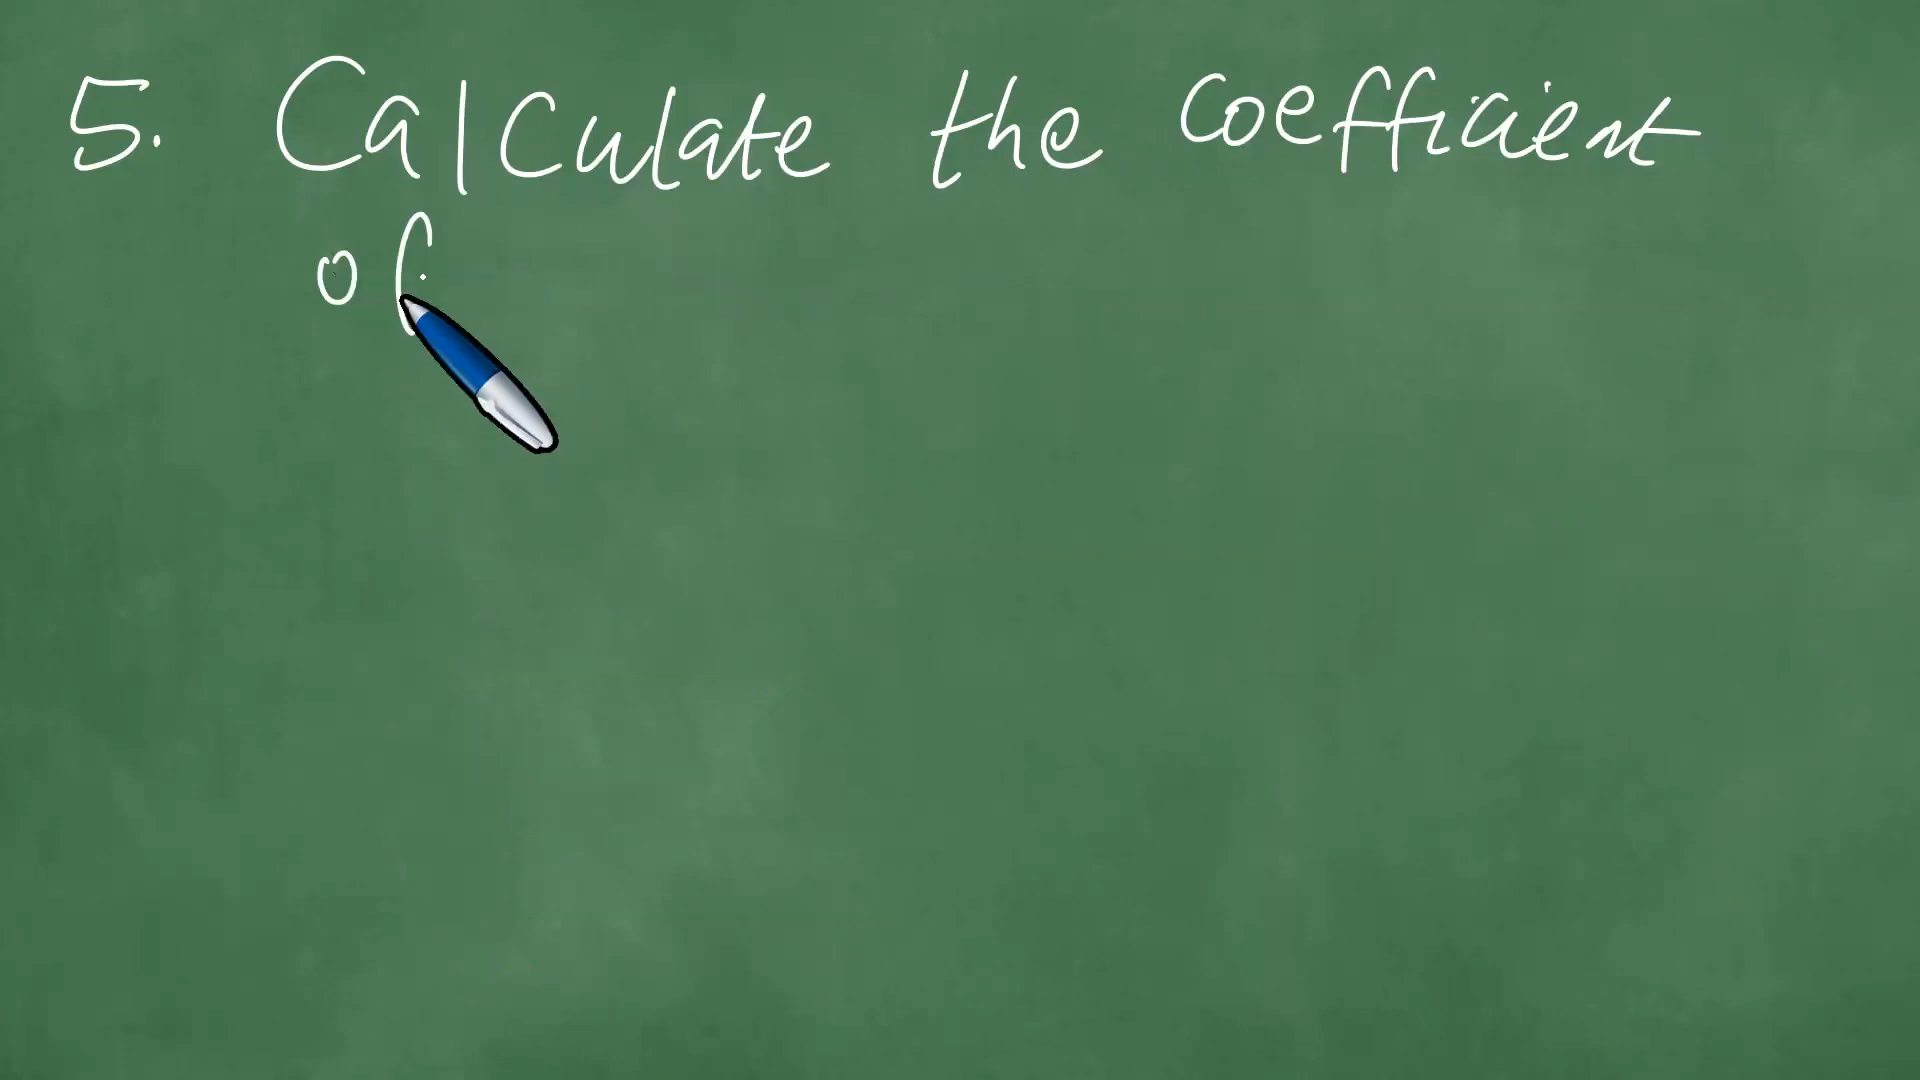 5. Calculate the coefficient
of